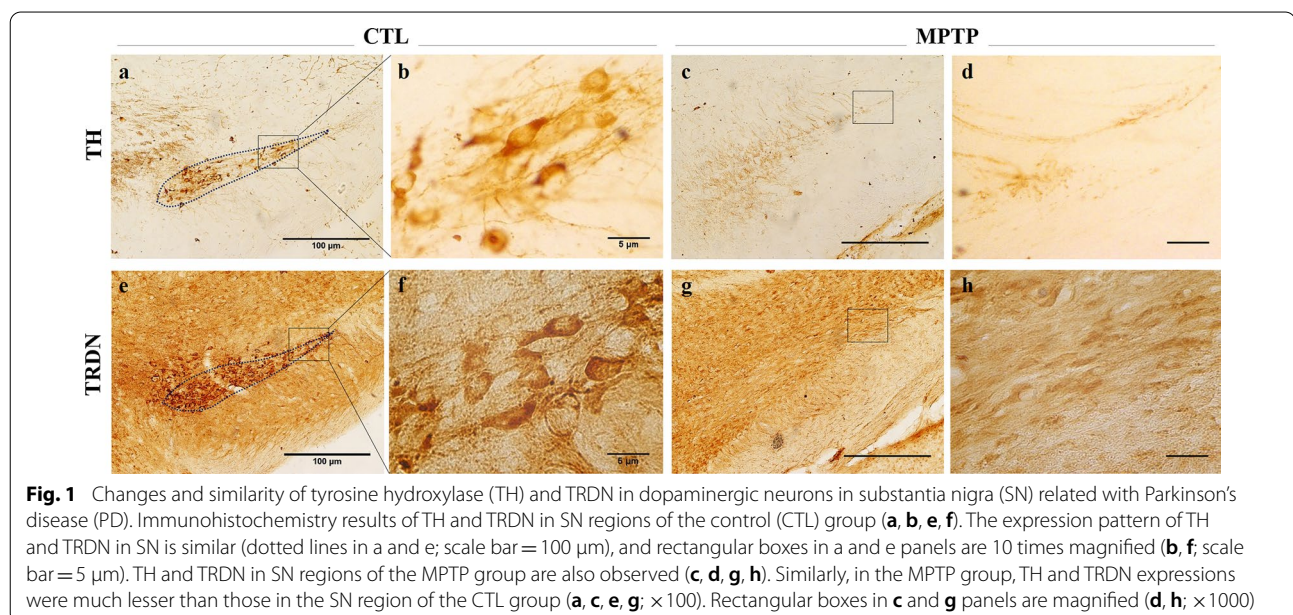 CTL MPTP
a b c d
TH
100 μm 5 μm
e f g h
TRDN
100 μm 5 μm
Fig. 1 Changes and similarity of tyrosine hydroxylase (TH) and TRDN in dopaminergic neurons in substantia nigra (SN) related with Parkinson's
disease (PD). Immunohistochemistry results of TH and TRDN in SN regions of the control (CTL) group (a, b, e, f). The expression pattern of TH
and TRDN in SN is similar (dotted lines in a and e; scale bar = 100 μm), and rectangular boxes in a and e panels are 10 times magnified (b, f; scale
bar = 5 μm). TH and TRDN in SN regions of the MPTP group are also observed (c, d, g, h). Similarly, in the MPTP group, TH and TRDN expressions
were much lesser than those in the SN region of the CTL group (a, c, e, g; ×100). Rectangular boxes in c and g panels are magnified (d, h; ×1000)